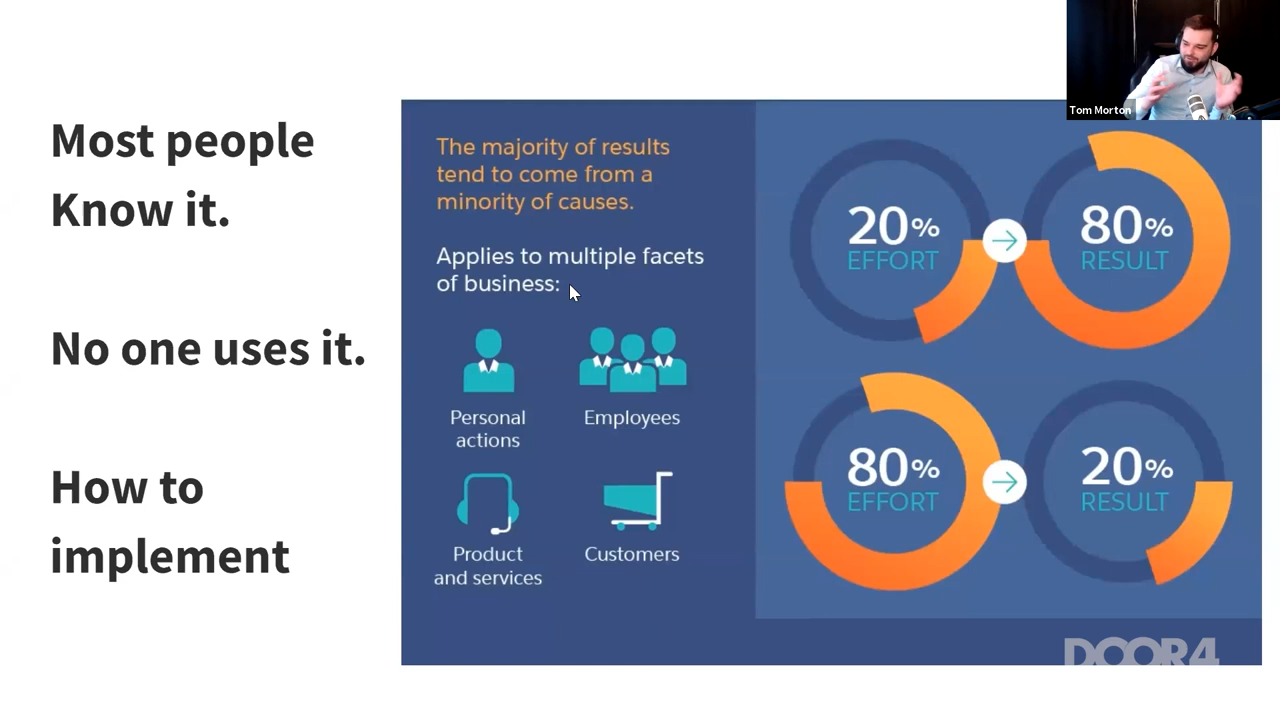 Most people
Know it.
No one uses it.
How to
implement
The majority of results
tend to come from a
minority of causes.
Applies to multiple facets
of business:
Personal
actions
Employees
Product
and services
Customers
20%
EFFORT
80%
RESULT
80%
EFFORT
20%
RESULT
Tom Morton
DOOR4